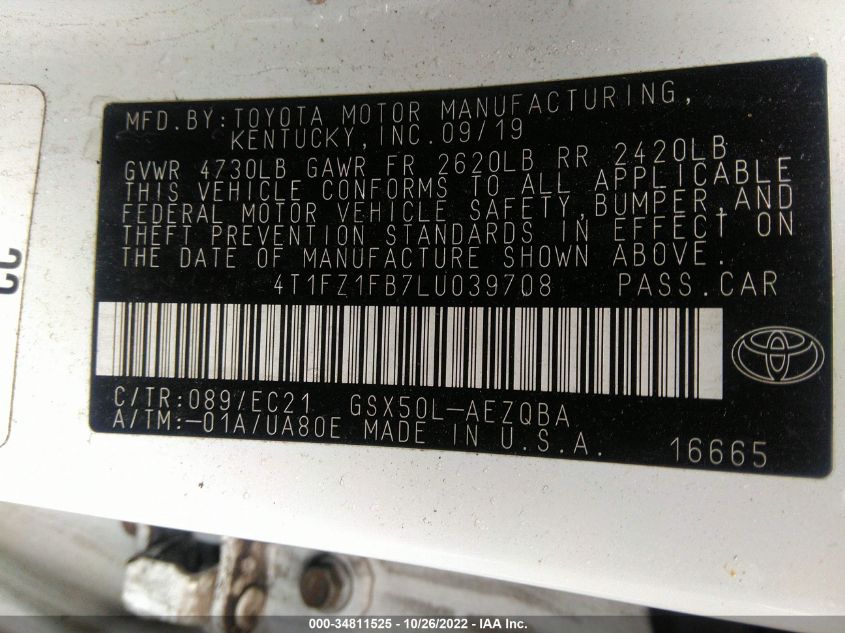 MFD.BY:TOYOTA MOTOR MANUFACTURING,
KENTUCKY,INC.09/19
GVWR 4730LB GAWR FR 2620LB RR 2420LB
THIS VEHICLE CONFORMS TO ALL APPLICABLE
FEDERAL MOTOR VEHICLE SAFETY,BUMPER,AND
THEFT PREVENTION STANDARDS IN EFFECT ON
THE DATE OF MANUFACTURE SHOWN ABOVE.
4T1FZ1FB7LU039708 PASS.CAR
C/TR:089/EC21 GSX50L-AEZQBA
A/TM:-01A/UA80E MADE IN U.S.A. 16665
CC
000-34811525 - 10/26/2022 - IAA Inc.